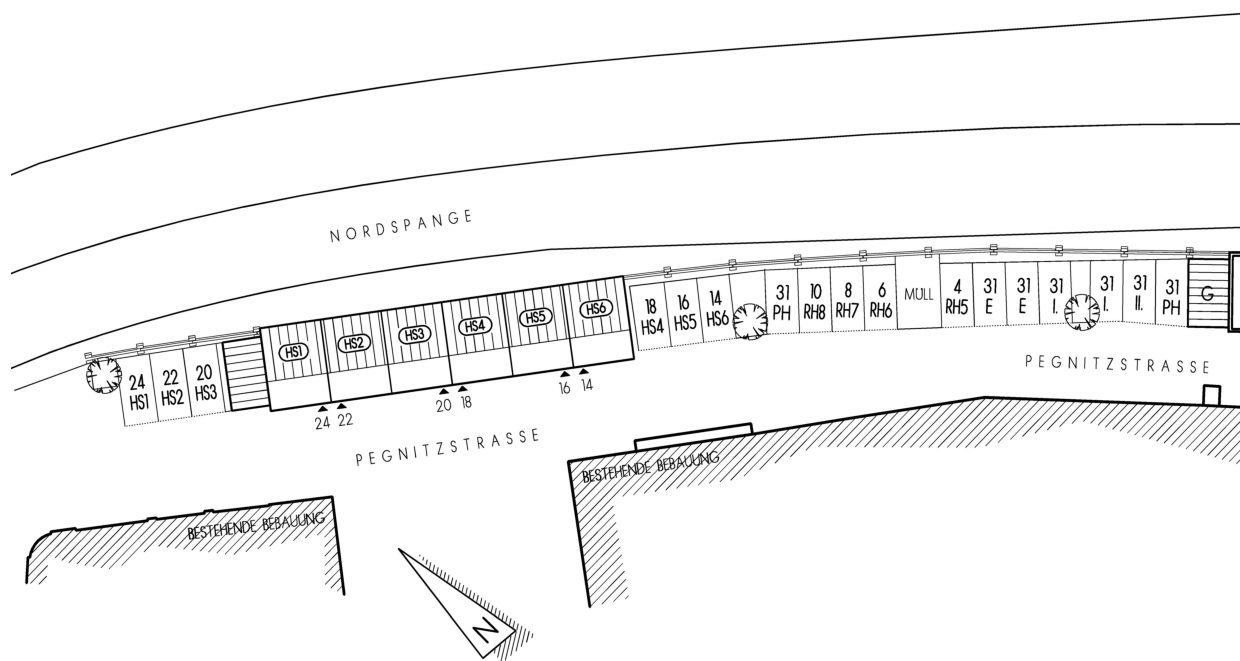 NORDSPANGE
HS1
HS2
HS3
HS4
HS5
HS6
24
HS1
22
HS2
20
HS3
18
HS4
16
HS5
14
HS6
31
PH
10
RH8
8
RH7
6
RH6
MÜLL
4
RH5
31
E
31
E
31
I.
31
I.
31
II.
31
PH
G
24
22
20
18
16
14
PEGNITZSTRASSE
PEGNITZSTRASSE
BESTEHENDE BEBAUUNG
BESTEHENDE BEBAUUNG
N